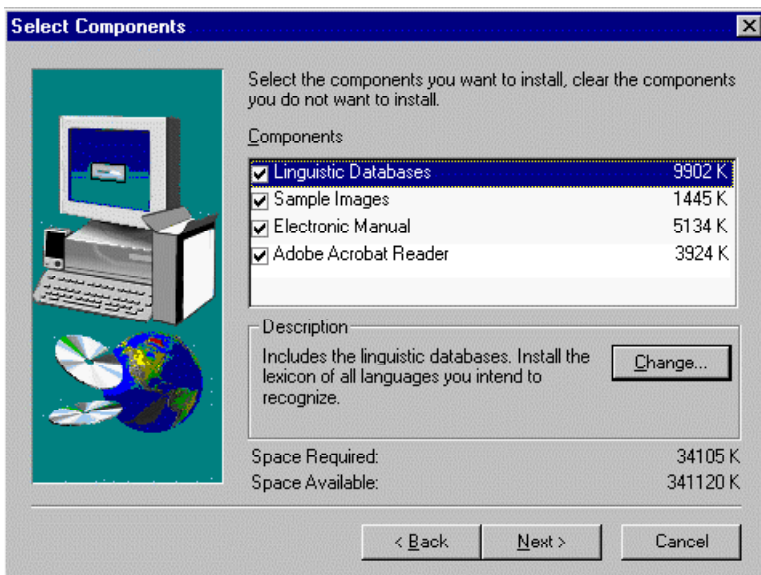 Select Components
Select the components you want to install, clear the components
you do not want to install.
Components
Linguistic Databases 9902 K
Sample Images 1445 K
Electronic Manual 5134 K
Adobe Acrobat Reader 3924 K
Description
Includes the linguistic databases. Install the
lexicon of all languages you intend to
recognize.
Change...
Space Required: 34105 K
Space Available: 341120 K
< Back Next > Cancel